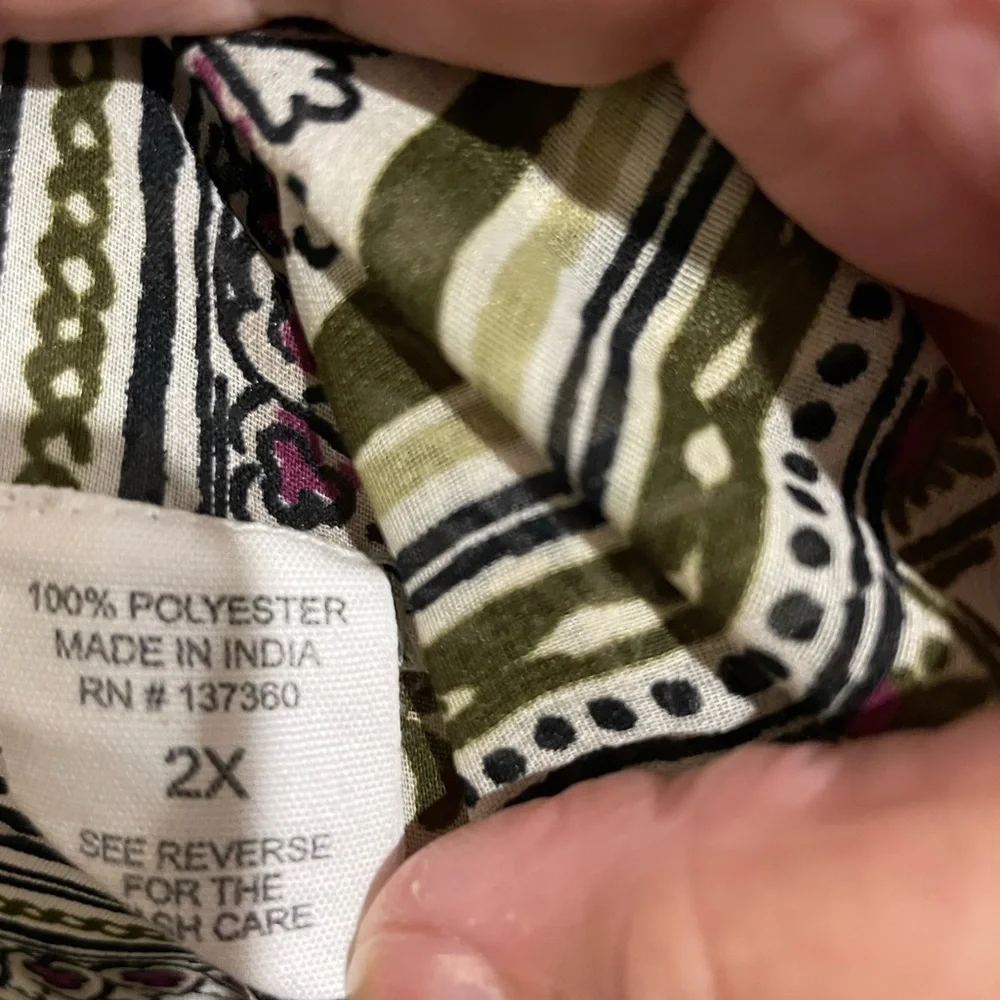 100% POLYESTER
MADE IN INDIA
RN # 137360
2X
SEE REVERSE
FOR THE
CARE